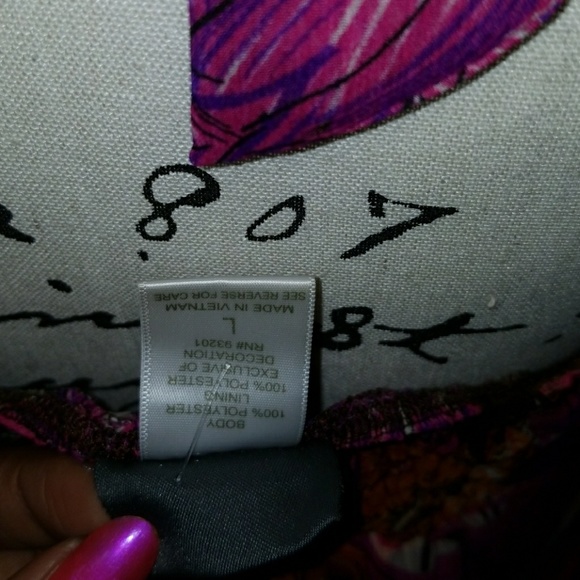 807
8t
BODY
100% POLYESTER
LINING
100% POLYESTER
EXCLUSIVE OF
DECORATION
RN# 93201
L
MADE IN VIETNAM
SEE REVERSE FOR CARE